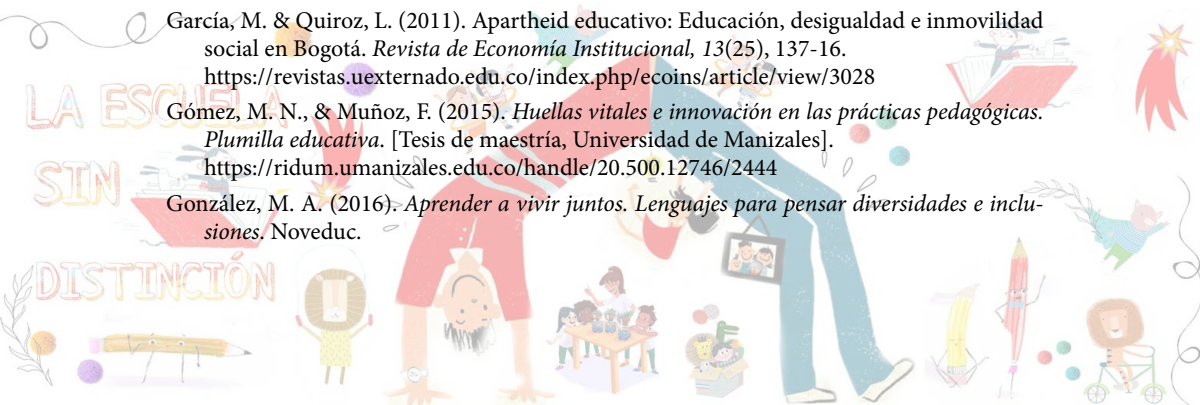 García, M. & Quiroz, L. (2011). Apartheid educativo: Educación, desigualdad e inmovilidad
social en Bogotá. Revista de Economía Institucional, 13(25), 137-16.
https://revistas.uexternado.edu.co/index.php/ecoins/article/view/3028
Gómez, M. N., & Muñoz, F. (2015). Huellas vitales e innovación en las prácticas pedagógicas.
Plumilla educativa. [Tesis de maestría, Universidad de Manizales].
https://ridum.umanizales.edu.co/handle/20.500.12746/2444
González, M. A. (2016). Aprender a vivir juntos. Lenguajes para pensar diversidades e inclu-
siones. Noveduc.
LA ESCUELA
SIN
DISTINCIÓN